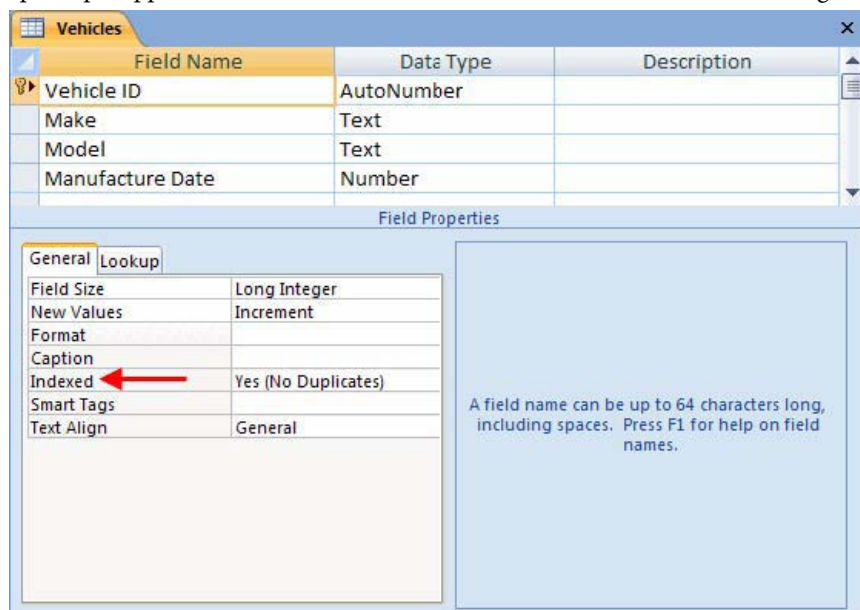 Vehicles
Field Name Data Type Description
Vehicle ID AutoNumber
Make Text
Model Text
Manufacture Date Number
Field Properties
General Lookup
Field Size Long Integer
New Values Increment
Format
Caption
Indexed Yes (No Duplicates)
Smart Tags
Text Align General
A field name can be up to 64 characters long,
including spaces. Press F1 for help on field
names.